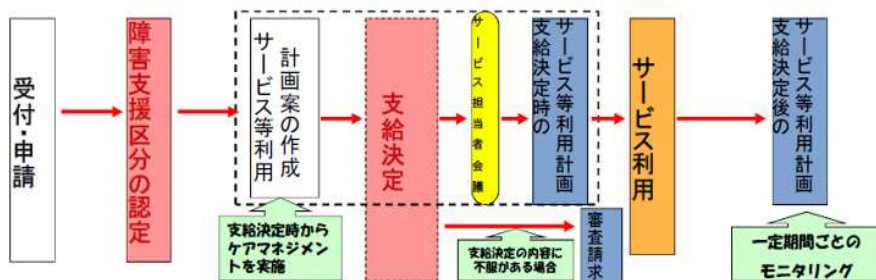 受付・申請
障害支援区分の認定
サービス等利用
計画案の作成
支給決定時から
ケアマネジメン
トを実施
支給決定
サービス担当者会議
支給決定時の
サービス等利用計画
支給決定の内容に
不服がある場合
審査請求
サービス利用
支給決定後の
サービス等利用計画
一定期間ごとの
モニタリング